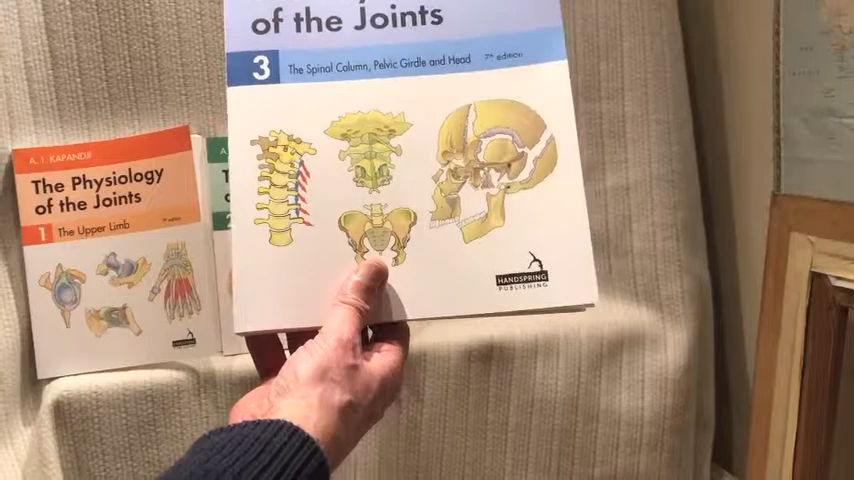 of the Joints
3 The Spinal Column, Pelvic Girdle and Head 7th edition
HANDSPRING
PUBLISHING
A. I. KAPANDJI
The Physiology
of the Joints
1 The Upper Limb 7th edition
A
T
2